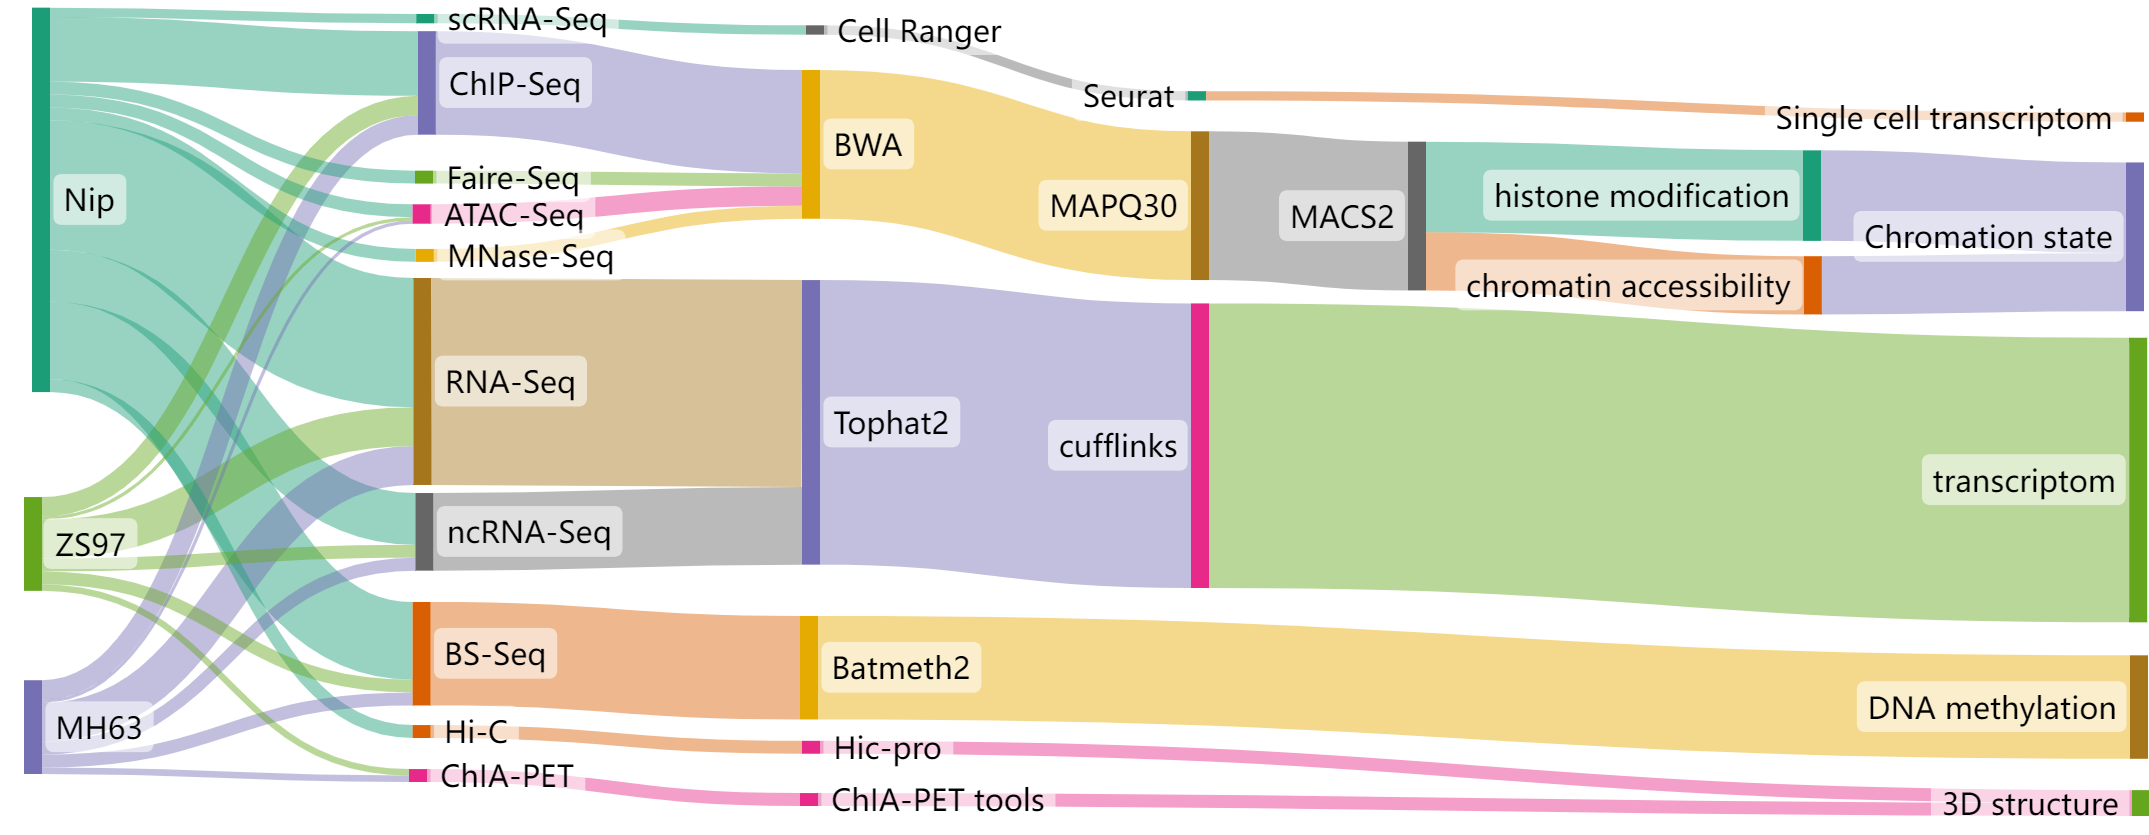 Nip
ZS97
MH63
scRNA-Seq
ChIP-Seq
Faire-Seq
ATAC-Seq
MNase-Seq
RNA-Seq
ncRNA-Seq
BS-Seq
Hi-C
ChIA-PET
Cell Ranger
BWA
Tophat2
Batmeth2
Hic-pro
ChIA-PET tools
Seurat
MAPQ30
cufflinks
MACS2
histone modification
chromatin accessibility
Single cell transcriptom
Chromation state
transcriptom
DNA methylation
3D structure